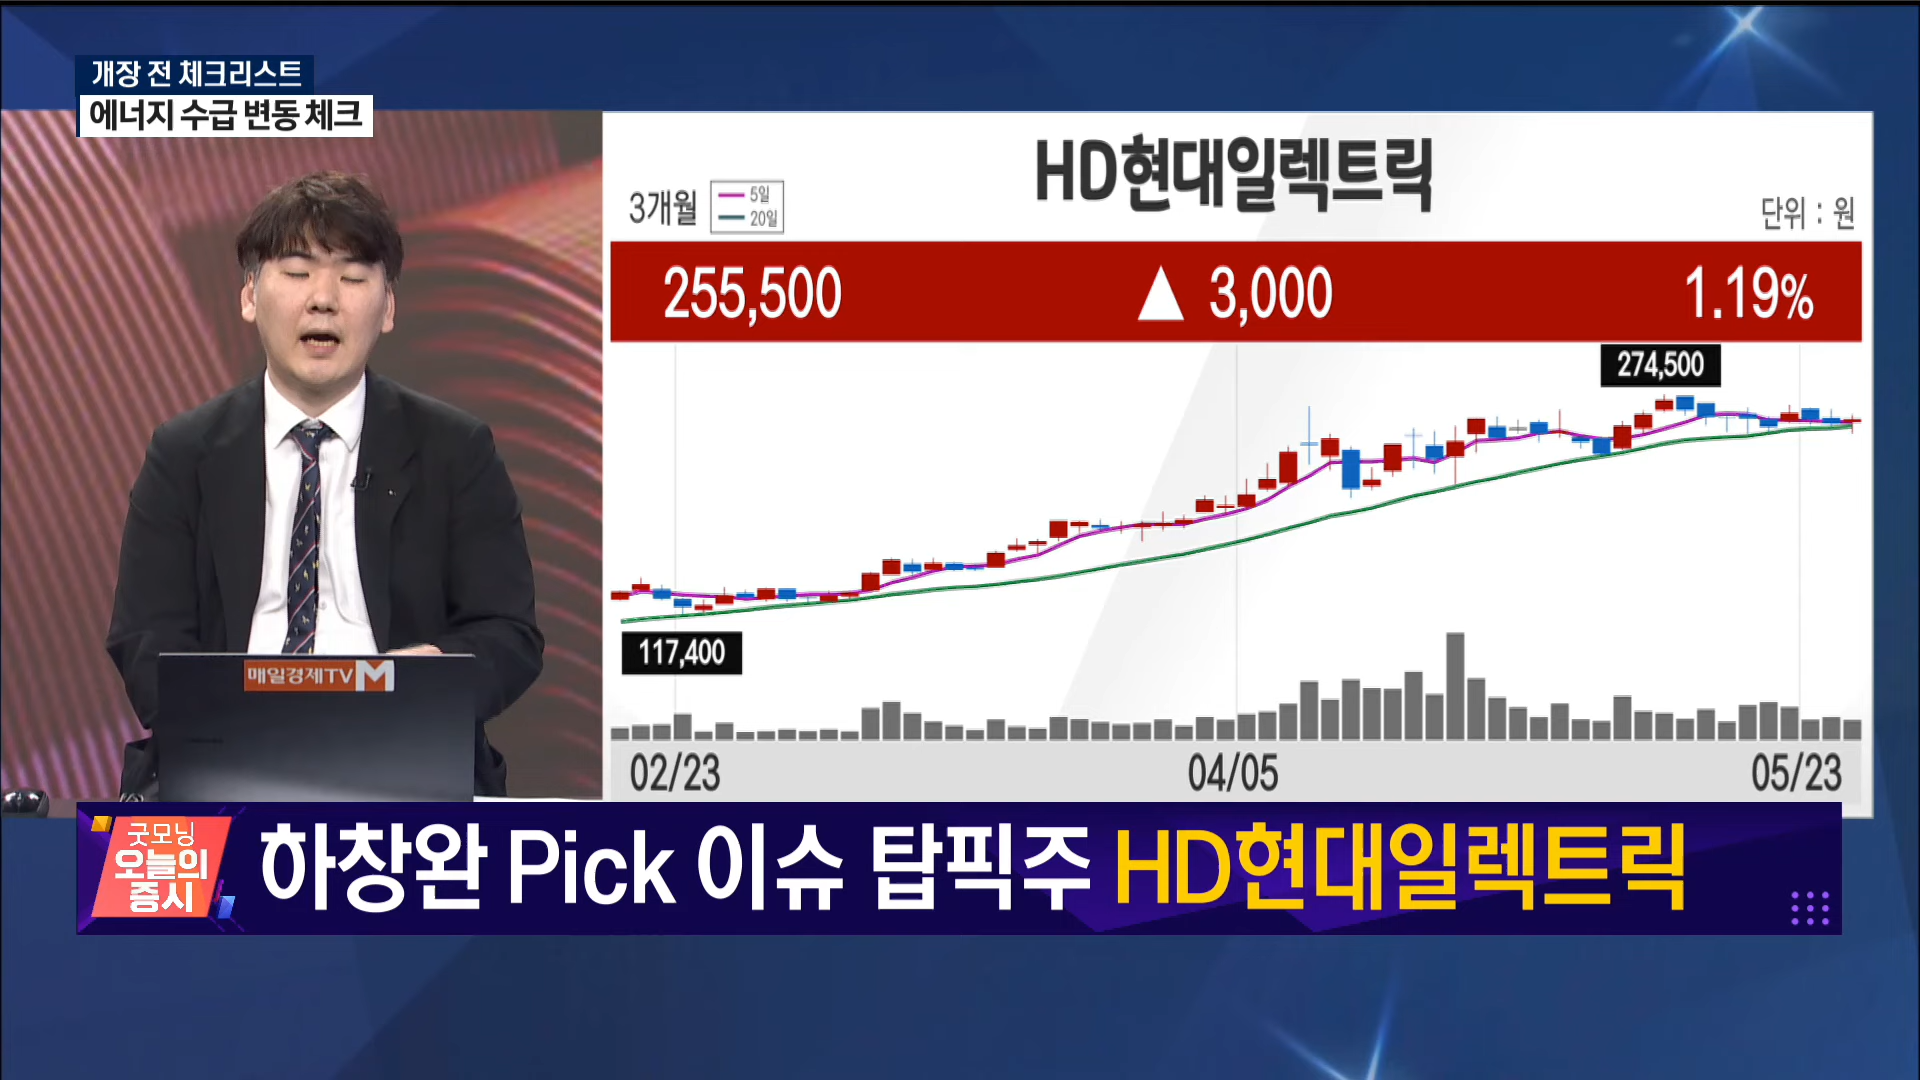 개장 전 체크리스트
에너지 수급 변동 체크
HD현대일렉트릭
3개월
5일
20일
단위 : 원
255,500 ▲ 3,000 1.19%
274,500
117,400
02/23 04/05 05/23
매일경제TV M
굿모닝
오늘의
증시
하창완 Pick 이슈 탑픽주 HD현대일렉트릭